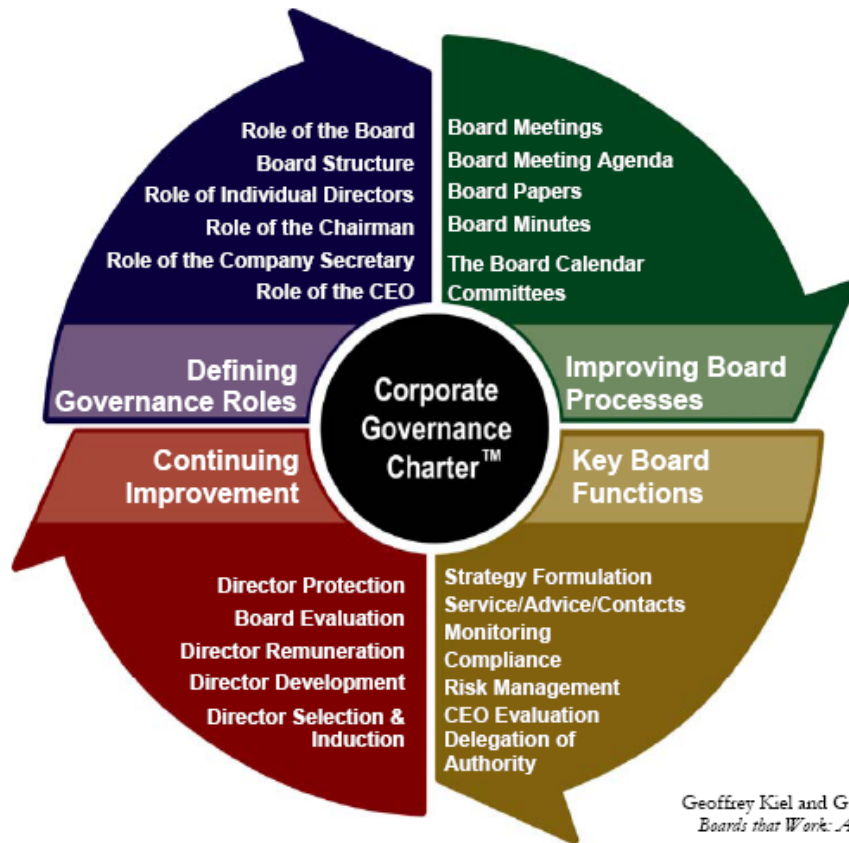 Role of the Board
Board Structure
Role of Individual Directors
Role of the Chairman
Role of the Company Secretary
Role of the CEO
Defining
Governance Roles
Board Meetings
Board Meeting Agenda
Board Papers
Board Minutes
The Board Calendar
Committees
Improving Board
Processes
Corporate
Governance
Charter™
Continuing
Improvement
Director Protection
Board Evaluation
Director Remuneration
Director Development
Director Selection &
Induction
Key Board
Functions
Strategy Formulation
Service/Advice/Contacts
Monitoring
Compliance
Risk Management
CEO Evaluation
Delegation of
Authority
Geoffrey Kiel and G
Boards that Work: A